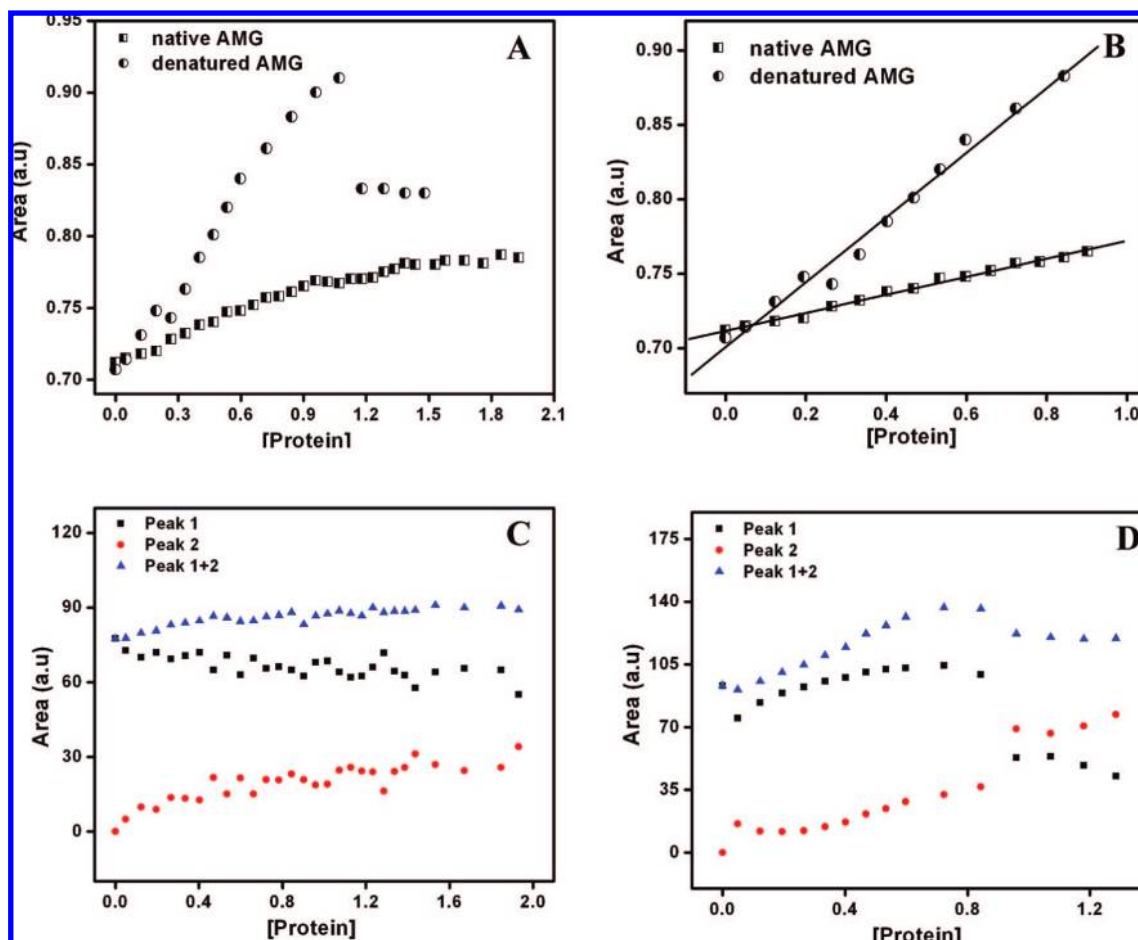 A
native AMG
denatured AMG
0.95
0.90
0.85
0.80
0.75
0.70
Area (a.u)
0.0 0.3 0.6 0.9 1.2 1.5 1.8 2.1
[Protein]
B
native AMG
denatured AMG
0.90
0.85
0.80
0.75
0.70
Area (a.u)
0.0 0.2 0.4 0.6 0.8 1.0
[Protein]
C
Peak 1
Peak 2
Peak 1+2
120
90
60
30
0
Area (a.u)
0.0 0.4 0.8 1.2 1.6 2.0
[Protein]
D
Peak 1
Peak 2
Peak 1+2
175
140
105
70
35
0
Area (a.u)
0.0 0.4 0.8 1.2
[Protein]